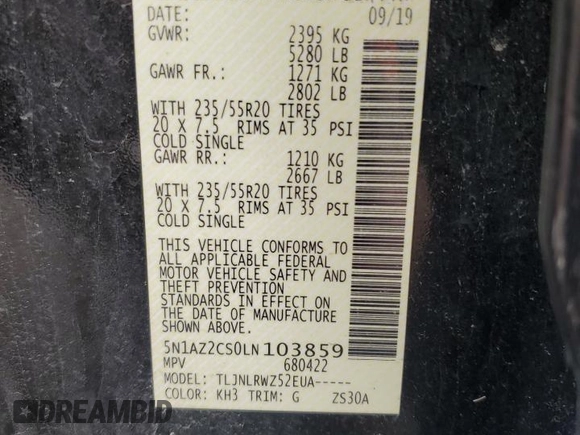 DATE: 09/19
GVWR: 2395 KG
5280 LB
GAWR FR.: 1271 KG
2802 LB
WITH 235/55R20 TIRES
20 X 7.5 RIMS AT 35 PSI
COLD SINGLE
GAWR RR.: 1210 KG
2667 LB
WITH 235/55R20 TIRES
20 X 7.5 RIMS AT 35 PSI
COLD SINGLE
THIS VEHICLE CONFORMS TO
ALL APPLICABLE FEDERAL
MOTOR VEHICLE SAFETY AND
THEFT PREVENTION
STANDARDS IN EFFECT ON
THE DATE OF MANUFACTURE
SHOWN ABOVE.
5N1AZ2CS0LN103859
MPV 680422
MODEL: TLJNLRWZ52EUA-----
COLOR: KH3 TRIM: G ZS30A
FINDAMBID